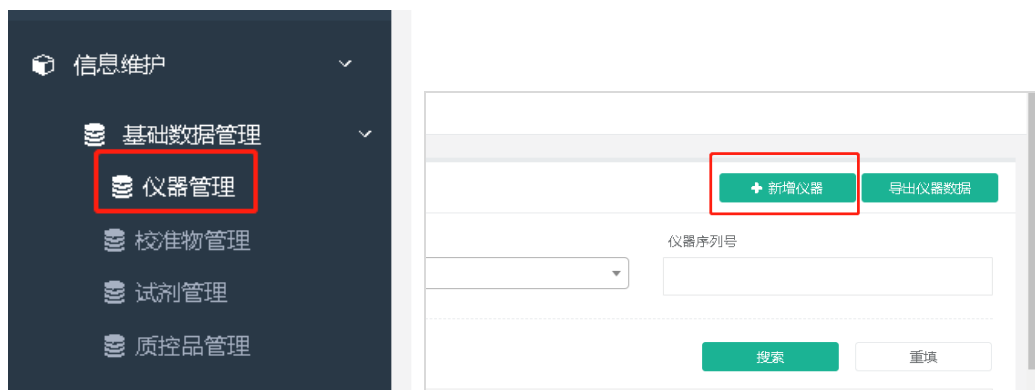 信息维护
基础数据管理
仪器管理
校准物管理
试剂管理
质控品管理
新增仪器
导出仪器数据
仪器序列号
搜索
重填